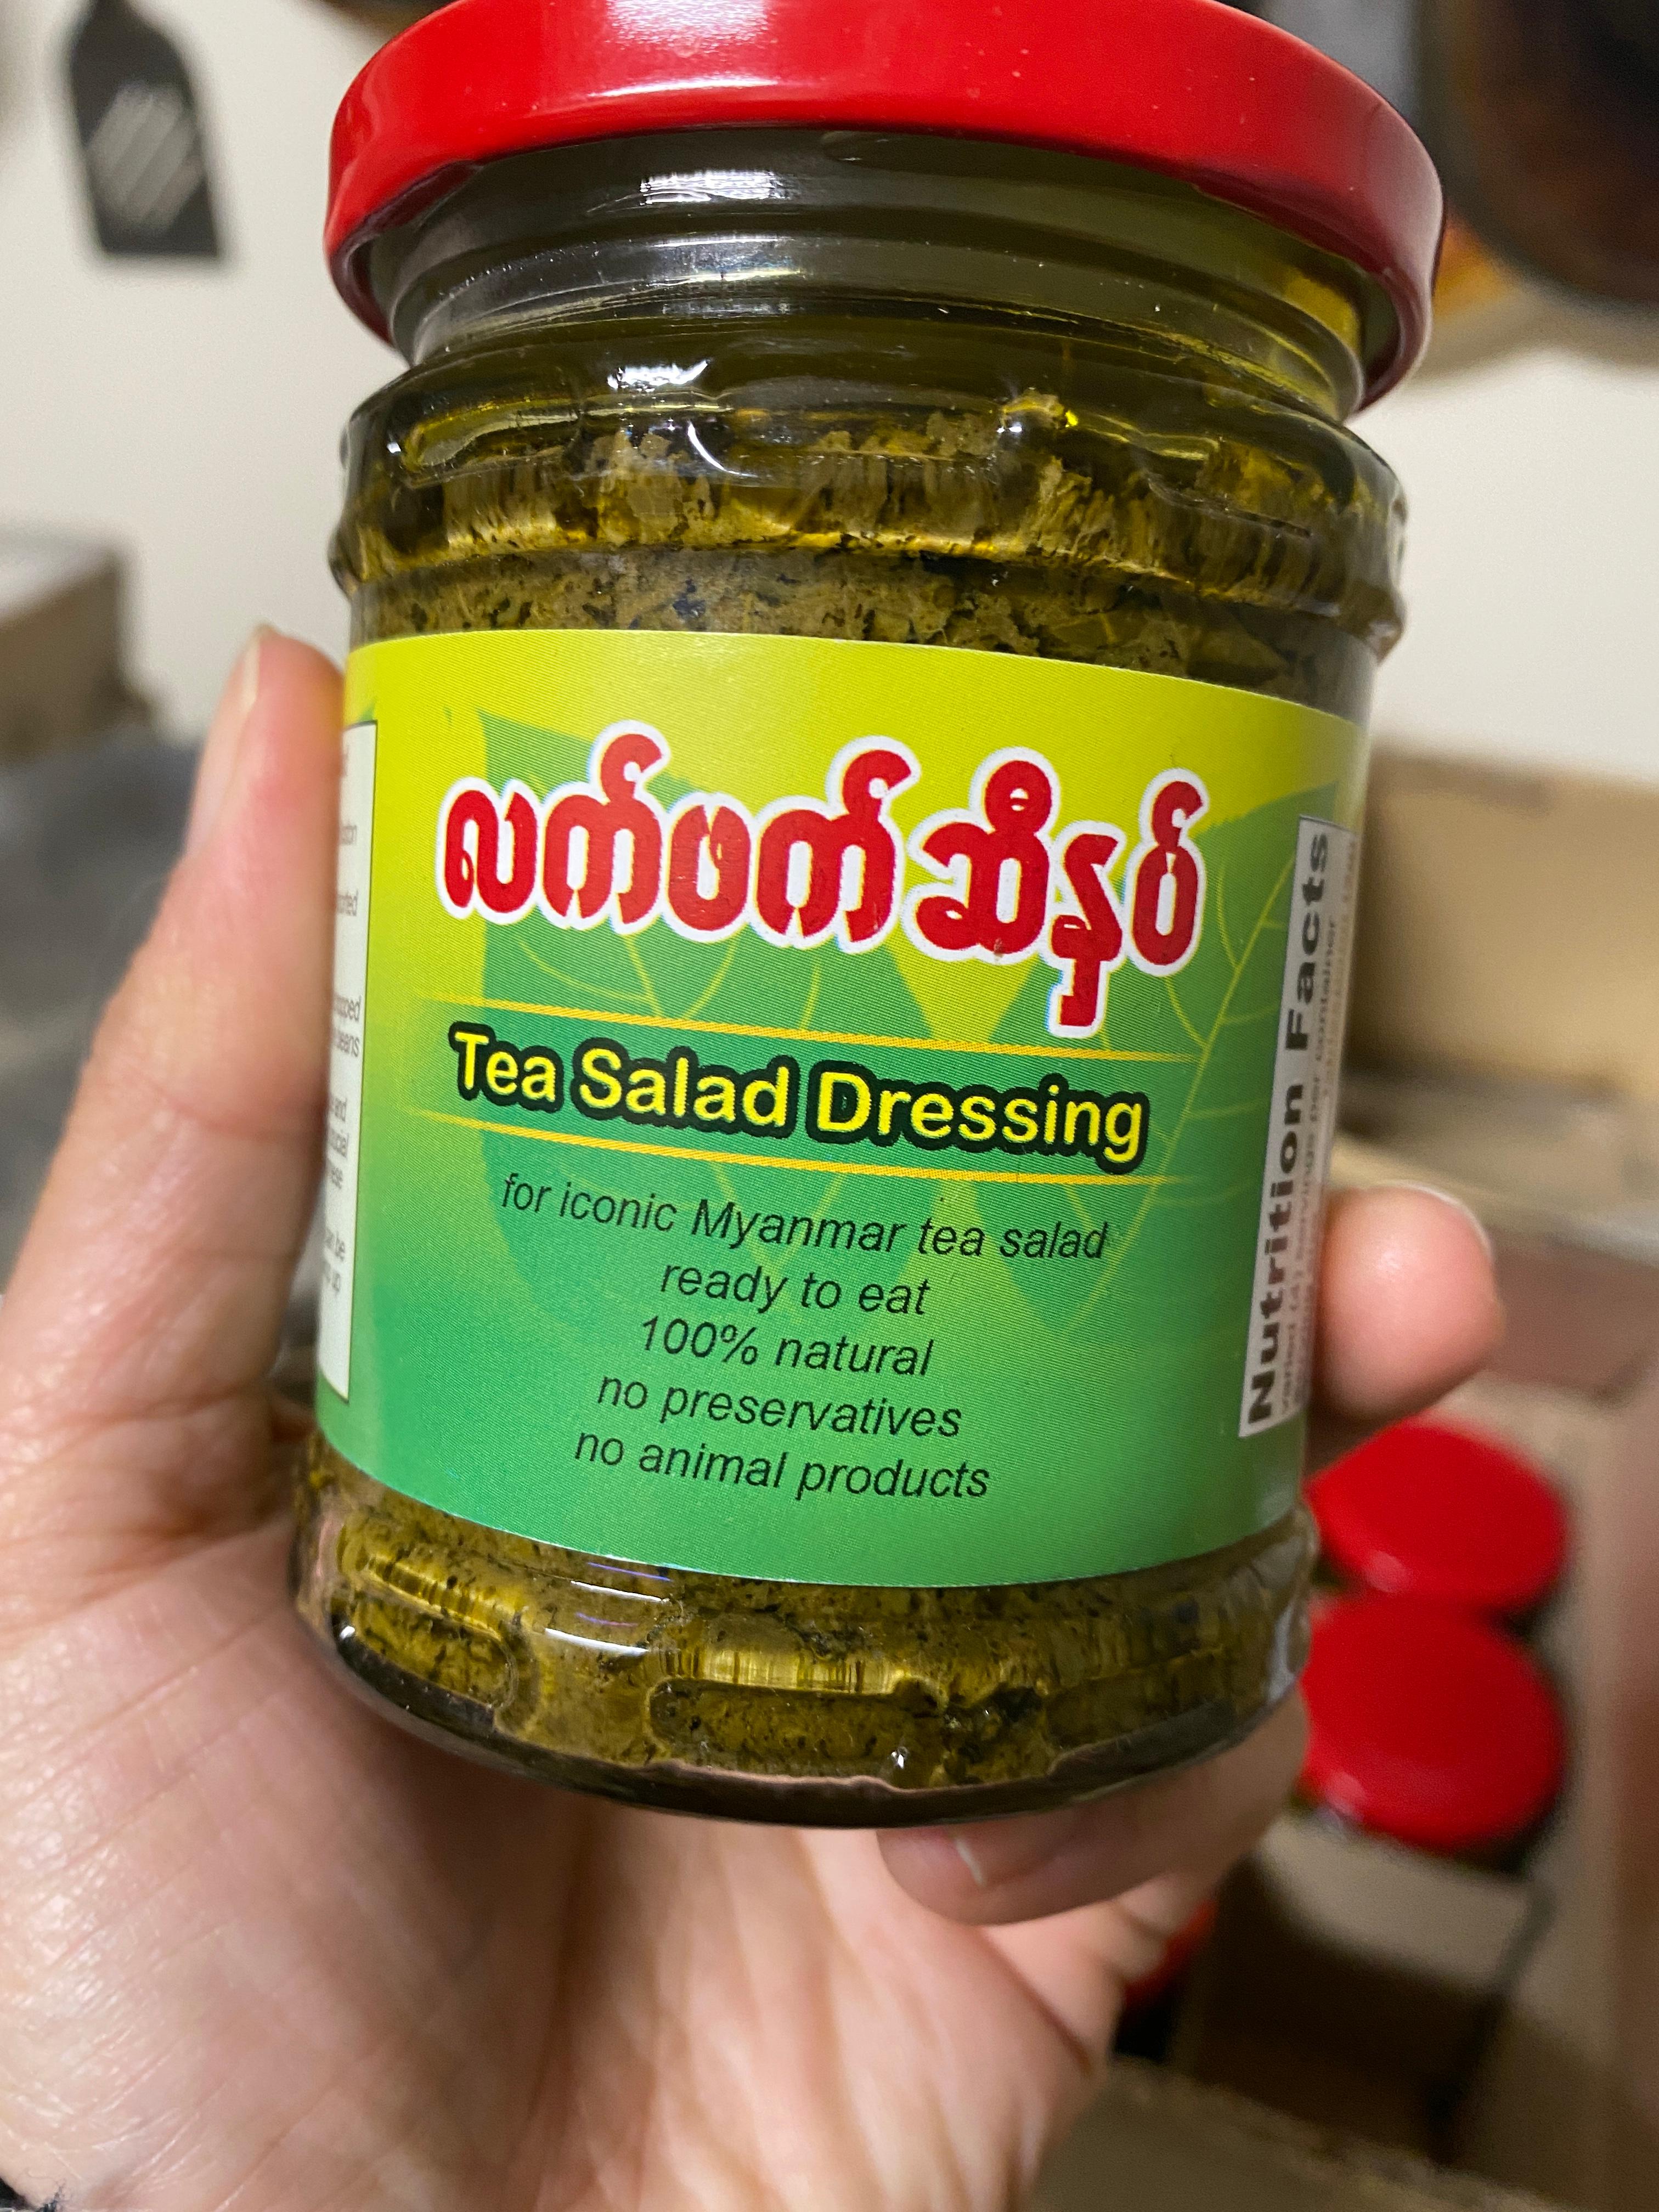 လက်ဖက်ဆီနှပ်
Tea Salad Dressing
for iconic Myanmar tea salad
ready to eat
100% natural
no preservatives
no animal products
Nutrition Facts